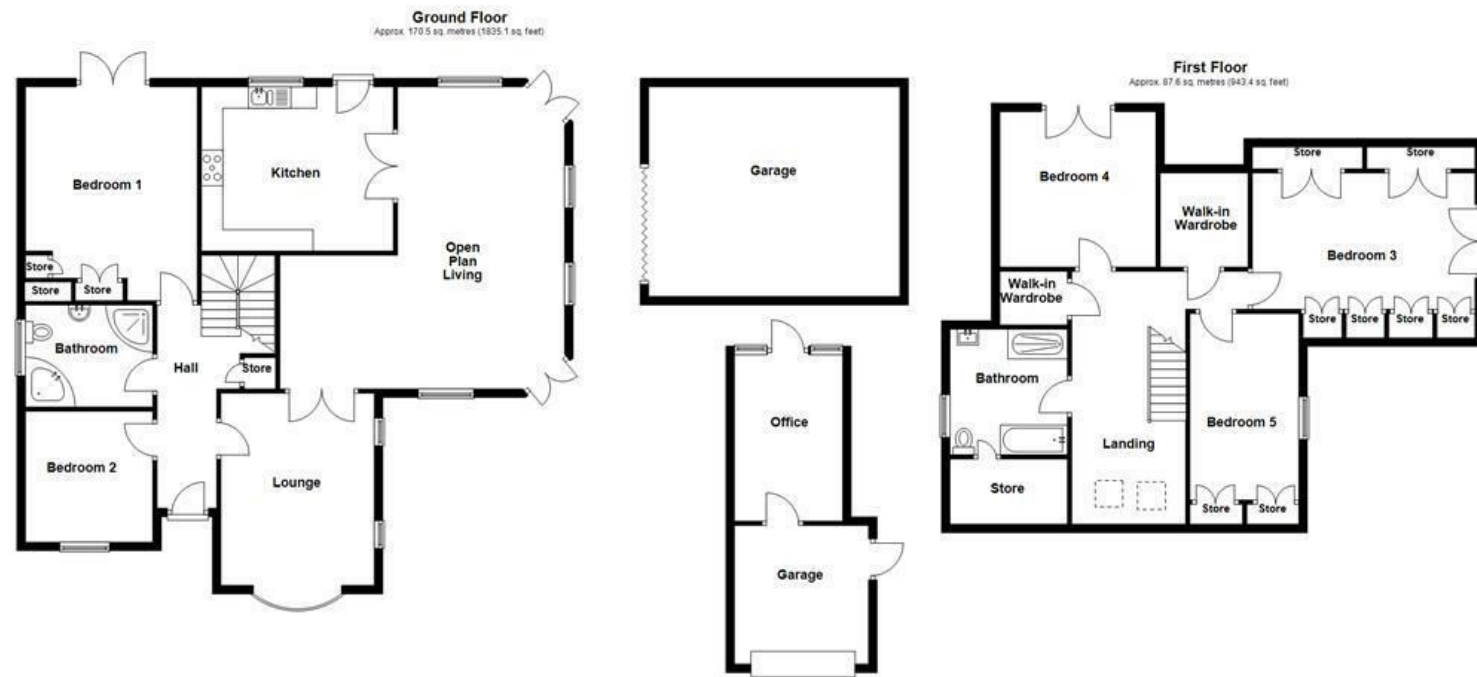 Ground Floor
Approx. 170.5 sq. metres (1835.1 sq. feet)
Bedroom 1
Kitchen
Open
Plan
Living
Store
Store
Store
Bathroom
Hall
Store
Bedroom 2
Lounge
Garage
Office
Garage
First Floor
Approx. 87.6 sq. metres (943.4 sq. feet)
Store
Store
Bedroom 4
Walk-in
Wardrobe
Bedroom 3
Walk-in
Wardrobe
Store
Store
Store
Store
Bathroom
Landing
Bedroom 5
Store
Store
Store